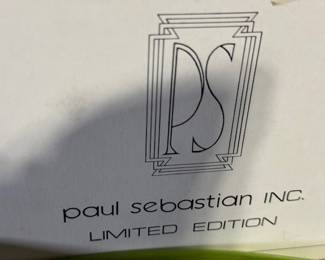 PS
paul sebastian INC.
LIMITED EDITION